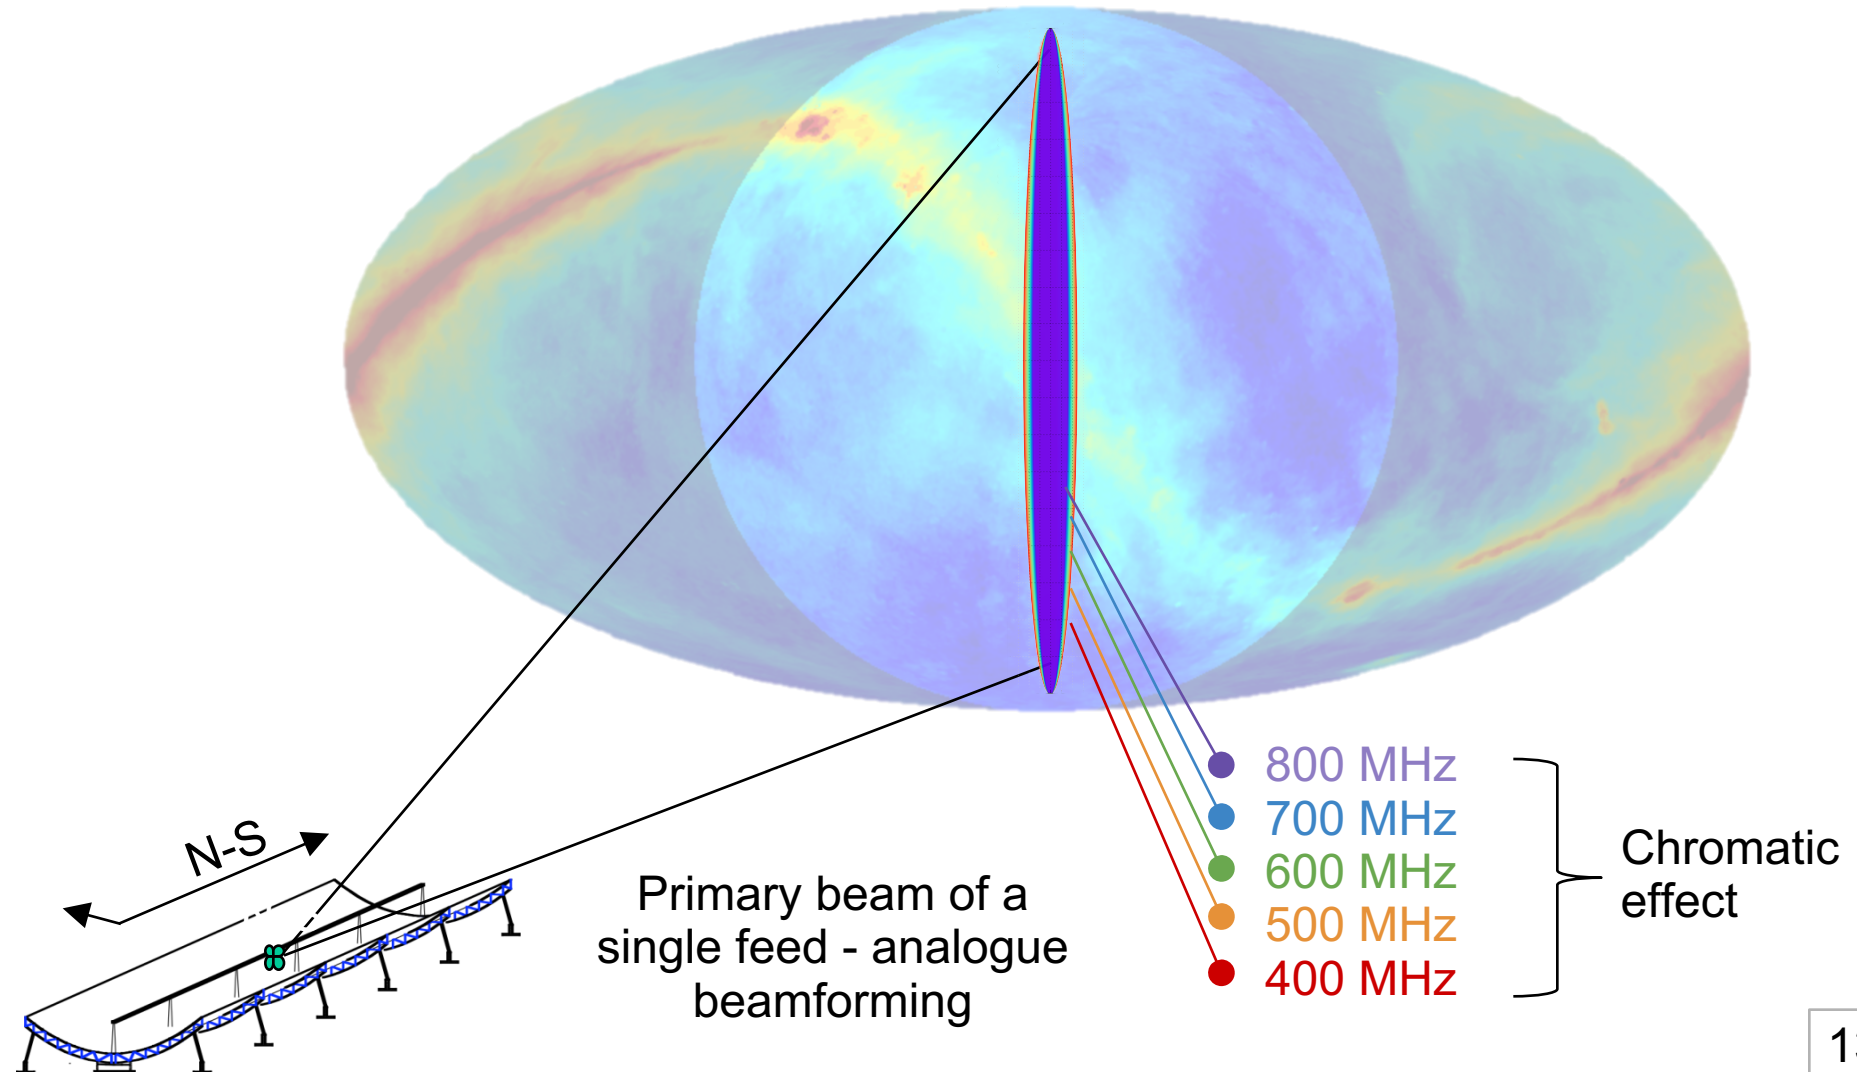 N-S
Primary beam of a
single feed - analogue
beamforming
800 MHz
700 MHz
600 MHz
500 MHz
400 MHz
Chromatic
effect